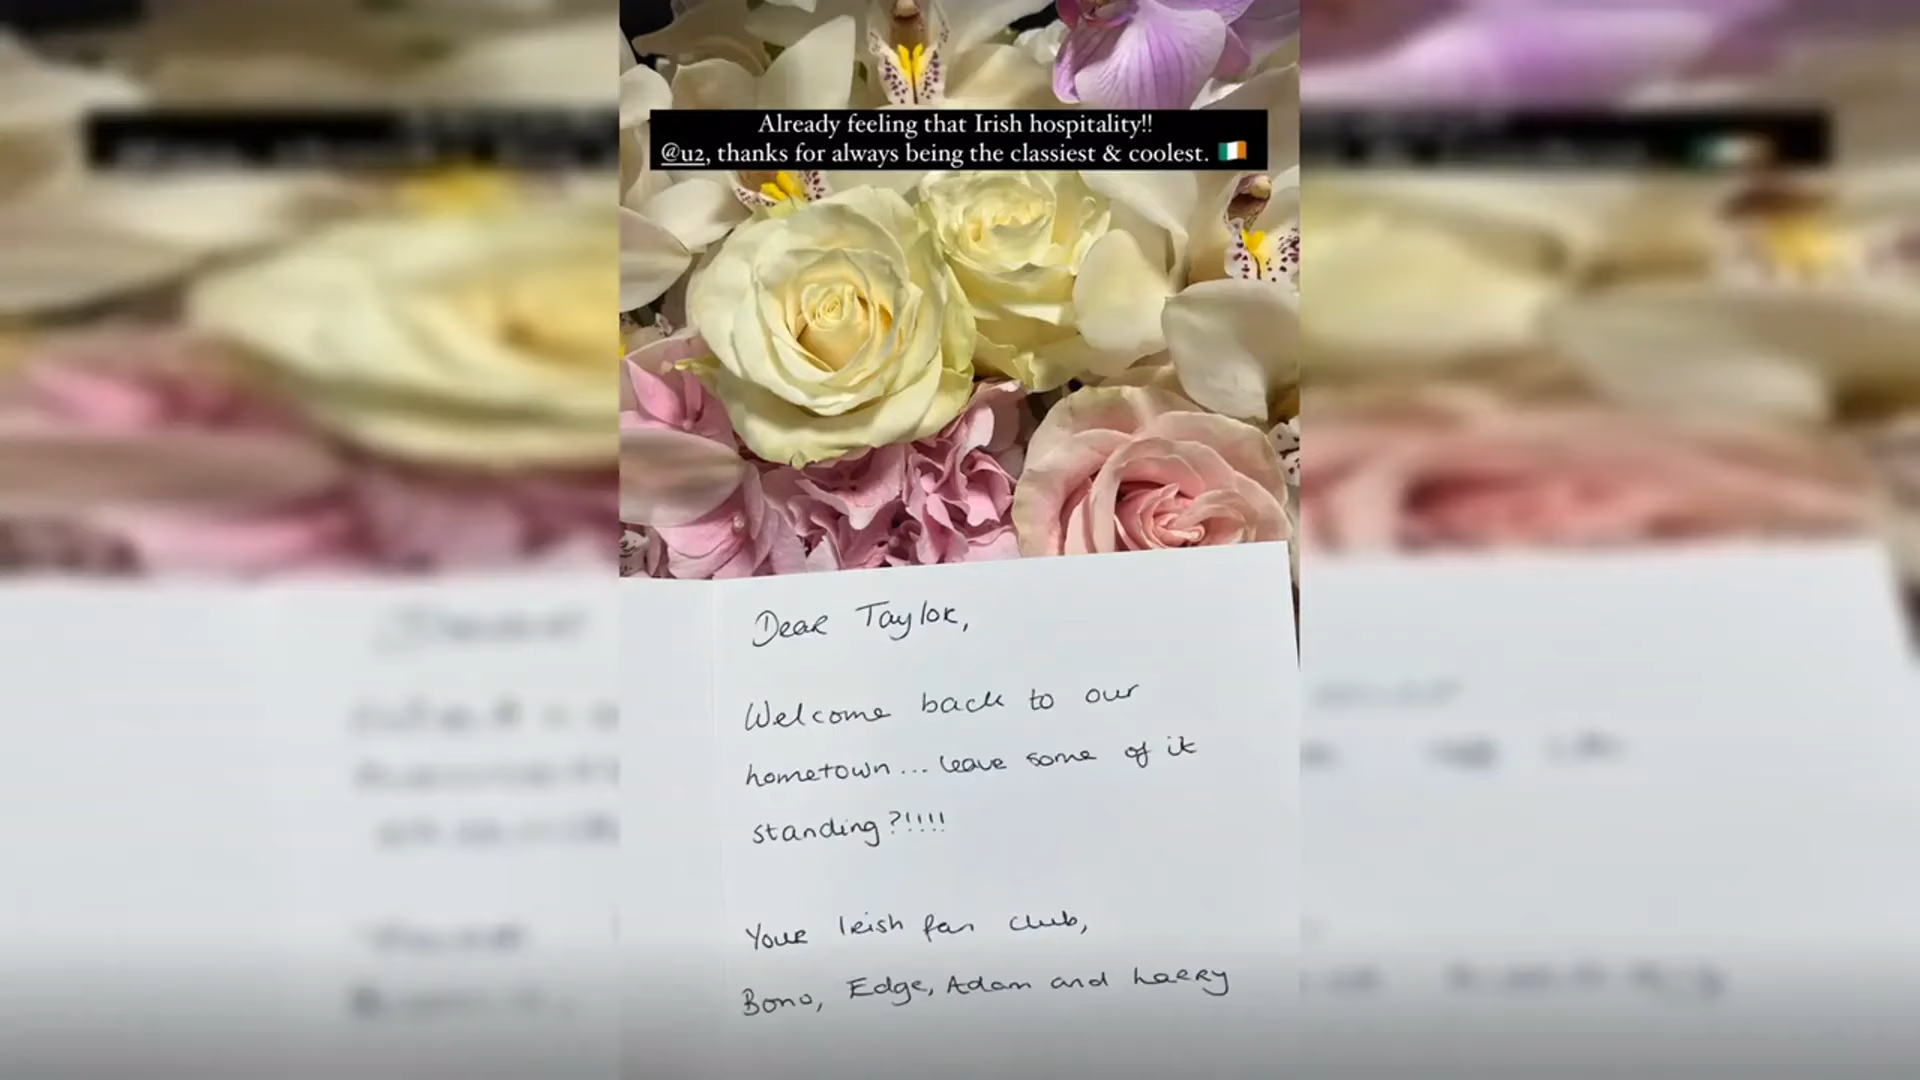 Already feeling that Irish hospitality!!
@u2, thanks for always being the classiest & coolest. 🇮🇪
Dear Taylor,
Welcome back to our
hometown... leave some of it
standing?!!!!
Your Irish fan club,
Bono, Edge, Adam and Larry